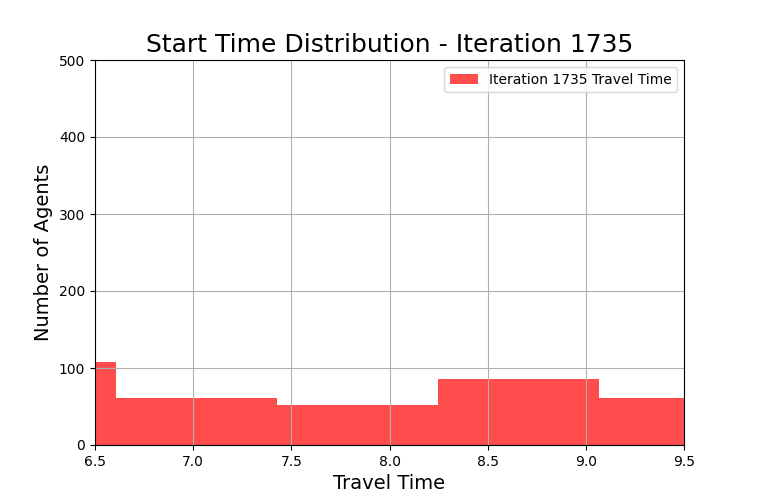 Start Time Distribution - Iteration 1735
Iteration 1735 Travel Time
Number of Agents
500
400
300
200
100
0
6.5 7.0 7.5 8.0 8.5 9.0 9.5
Travel Time